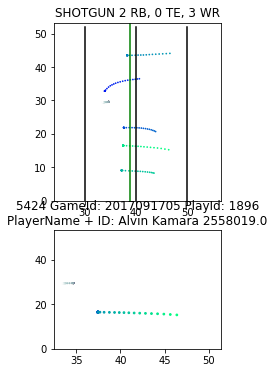 SHOTGUN 2 RB, 0 TE, 3 WR
50
40
30
20
10
0
30 40 50
5424 GameId: 2017091705 PlayId: 1896
PlayerName + ID: Alvin Kamara 2558019.0
40
20
0
35 40 45 50